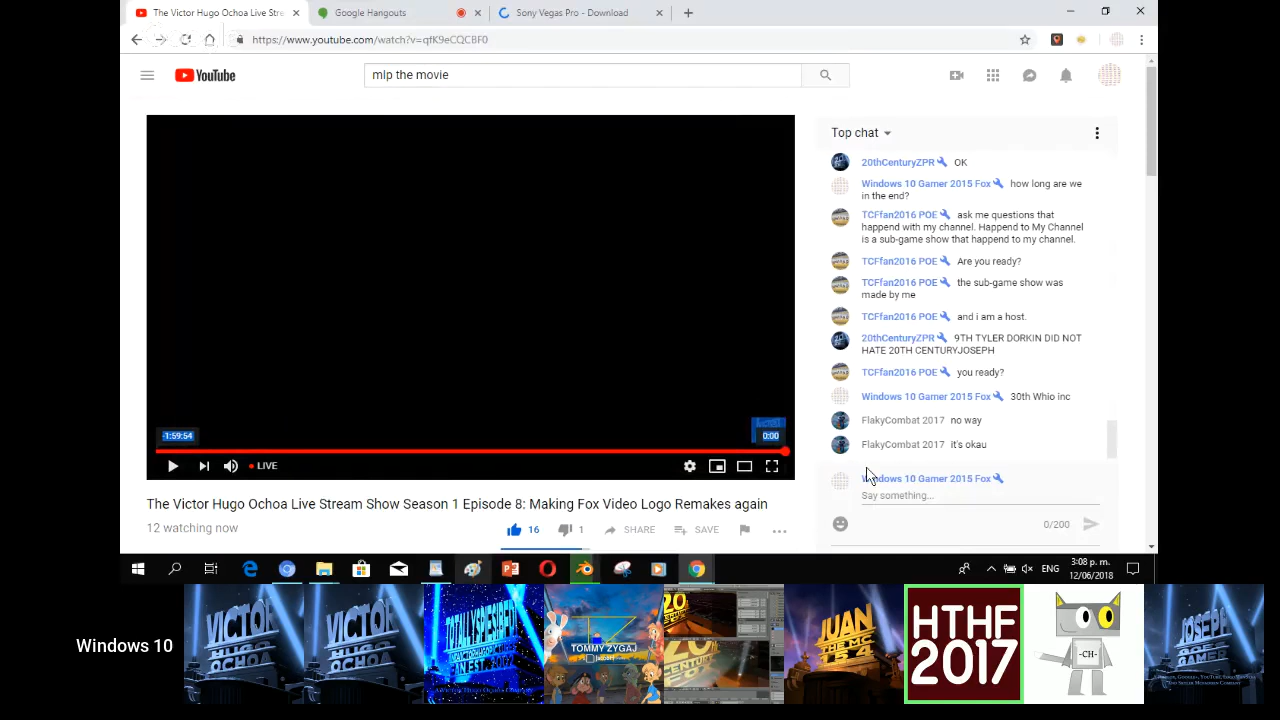 The Victor Hugo Ochoa Live Stre
Google Hangouts
Sony Vegas Pro - Download
https://www.youtube.com/watch?v=qfK9eCQCBF0
YouTube
mlp the movie
Top chat
20thCenturyZPR OK
Windows 10 Gamer 2015 Fox how long are we
in the end?
TCFfan2016 POE ask me questions that
happend with my channel. Happend to My Channel
is a sub-game show that happend to my channel.
TCFfan2016 POE Are you ready?
TCFfan2016 POE the sub-game show was
made by me
TCFfan2016 POE and i am a host.
20thCenturyZPR 9TH TYLER DORKIN DID NOT
HATE 20TH CENTURYJOSEPH
TCFfan2016 POE you ready?
Windows 10 Gamer 2015 Fox 30th Whio inc
FlakyCombat 2017 no way
FlakyCombat 2017 it's okau
Windows 10 Gamer 2015 Fox
Say something...
0/200
-1:59:54
0:00
LIVE
The Victor Hugo Ochoa Live Stream Show Season 1 Episode 8: Making Fox Video Logo Remakes again
12 watching now
16
1
SHARE
SAVE
ENG
3:08 p. m.
12/06/2018
Windows 10
VICTOR
HUGO
OCHOA
VICTOR
HUGO
OCHOA
TOMMY ZYGAJ
20
CENTURY
JUAN
THE MC
154
HTHF
2017
-CH-
JOSEPH
GAMER